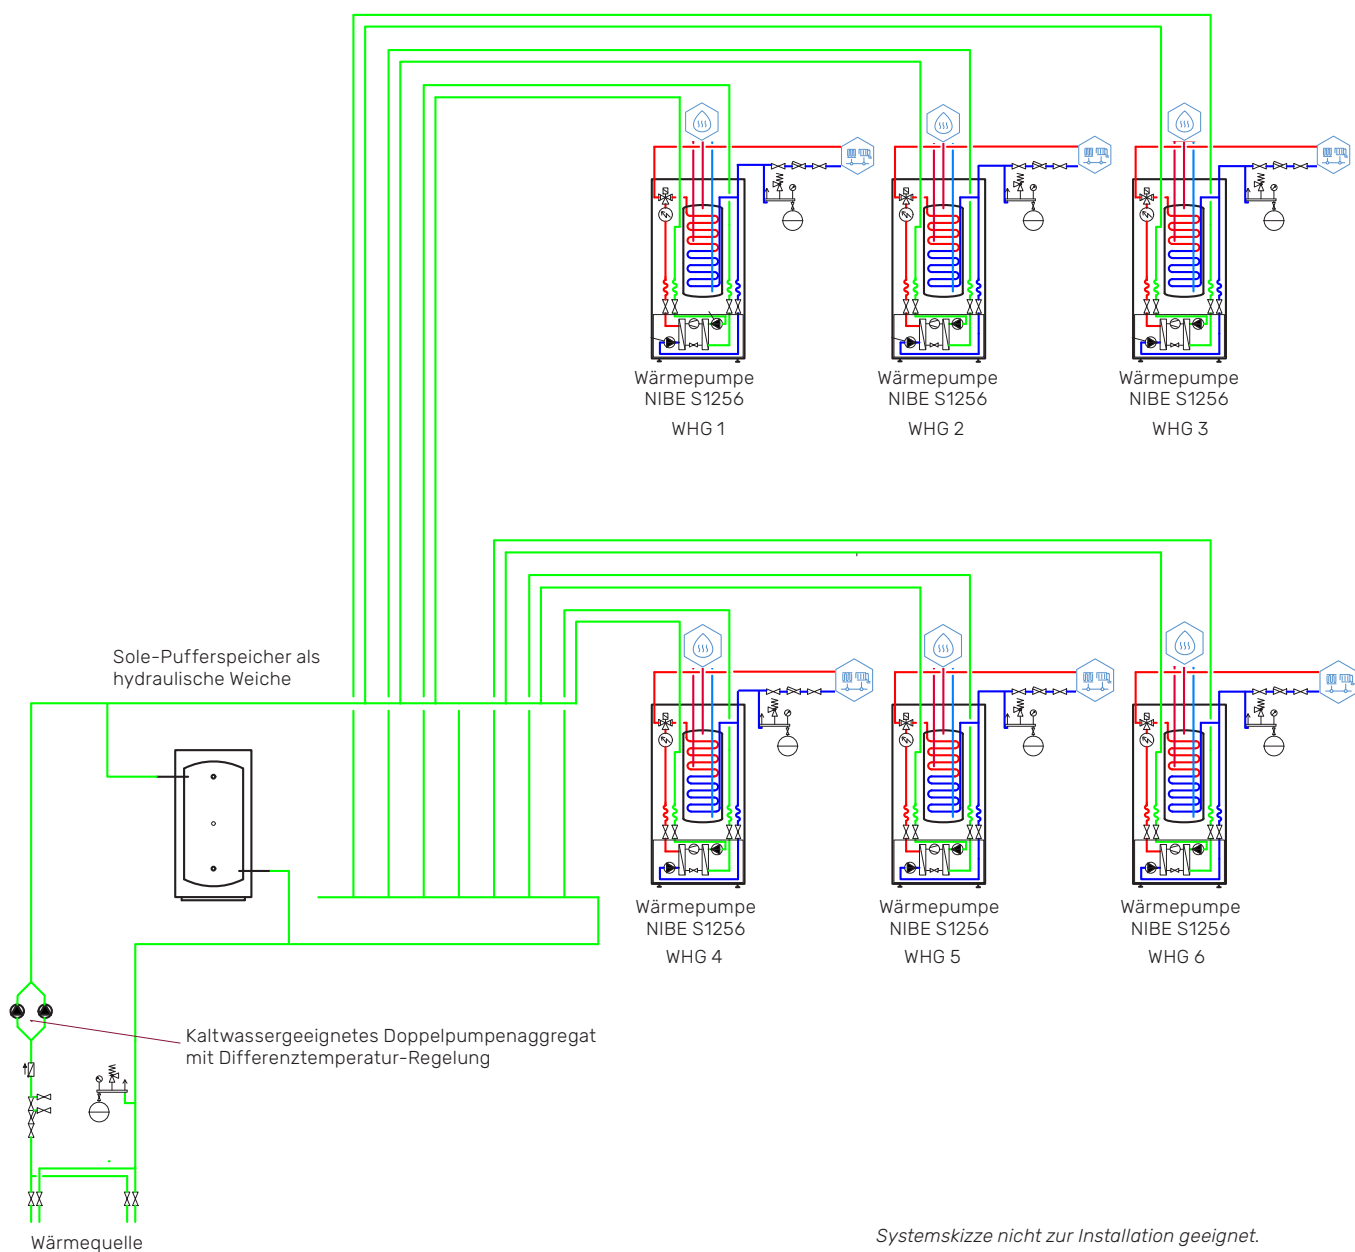 Wärmepumpe
NIBE S1256
WHG 1
Wärmepumpe
NIBE S1256
WHG 2
Wärmepumpe
NIBE S1256
WHG 3
Sole-Pufferspeicher als
hydraulische Weiche
Wärmepumpe
NIBE S1256
WHG 4
Wärmepumpe
NIBE S1256
WHG 5
Wärmepumpe
NIBE S1256
WHG 6
Kaltwassergeeignetes Doppelpumpenaggregat
mit Differenztemperatur-Regelung
Wärmequelle
Systemskizze nicht zur Installation geeignet.